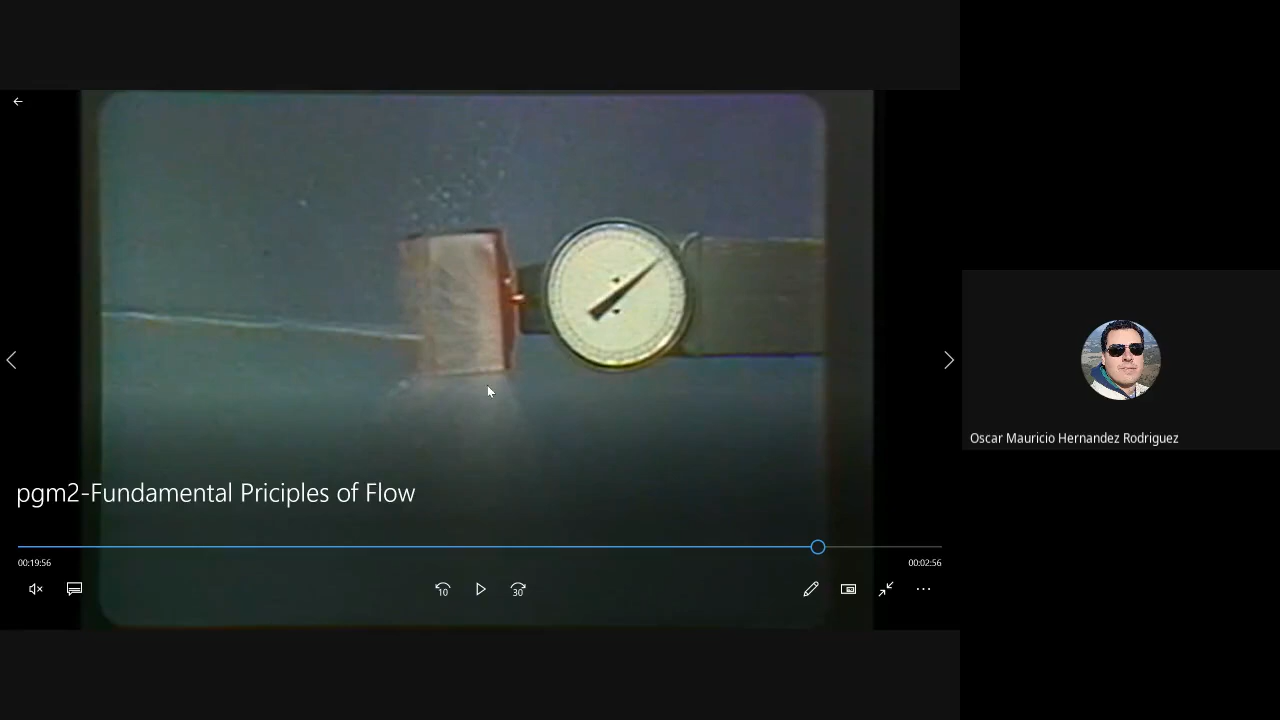 pgm2-Fundamental Priciples of Flow
00:19:56
00:02:56
10
30
Oscar Mauricio Hernandez Rodriguez